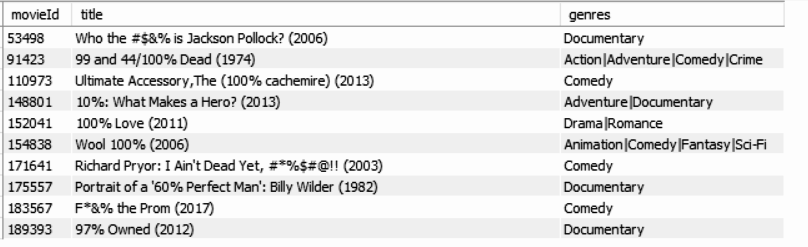 movieId title genres
53498 Who the #$&% is Jackson Pollock? (2006) Documentary
91423 99 and 44/100% Dead (1974) Action|Adventure|Comedy|Crime
110973 Ultimate Accessory,The (100% cachemire) (2013) Comedy
148801 10%: What Makes a Hero? (2013) Adventure|Documentary
152041 100% Love (2011) Drama|Romance
154838 Wool 100% (2006) Animation|Comedy|Fantasy|Sci-Fi
171641 Richard Pryor: I Ain't Dead Yet, #*%$#@!! (2003) Comedy
175557 Portrait of a '60% Perfect Man': Billy Wilder (1982) Documentary
183567 F*&% the Prom (2017) Comedy
189393 97% Owned (2012) Documentary